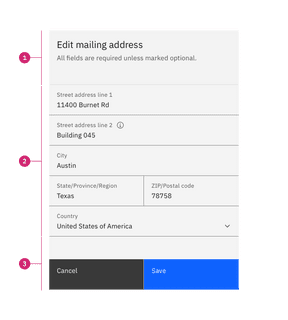 Edit mailing address
1
All fields are required unless marked optional.
Street address line 1
11400 Burnet Rd
Street address line 2
Building 045
2
City
Austin
State/Province/Region ZIP/Postal code
Texas 78758
Country
United States of America
3
Cancel Save